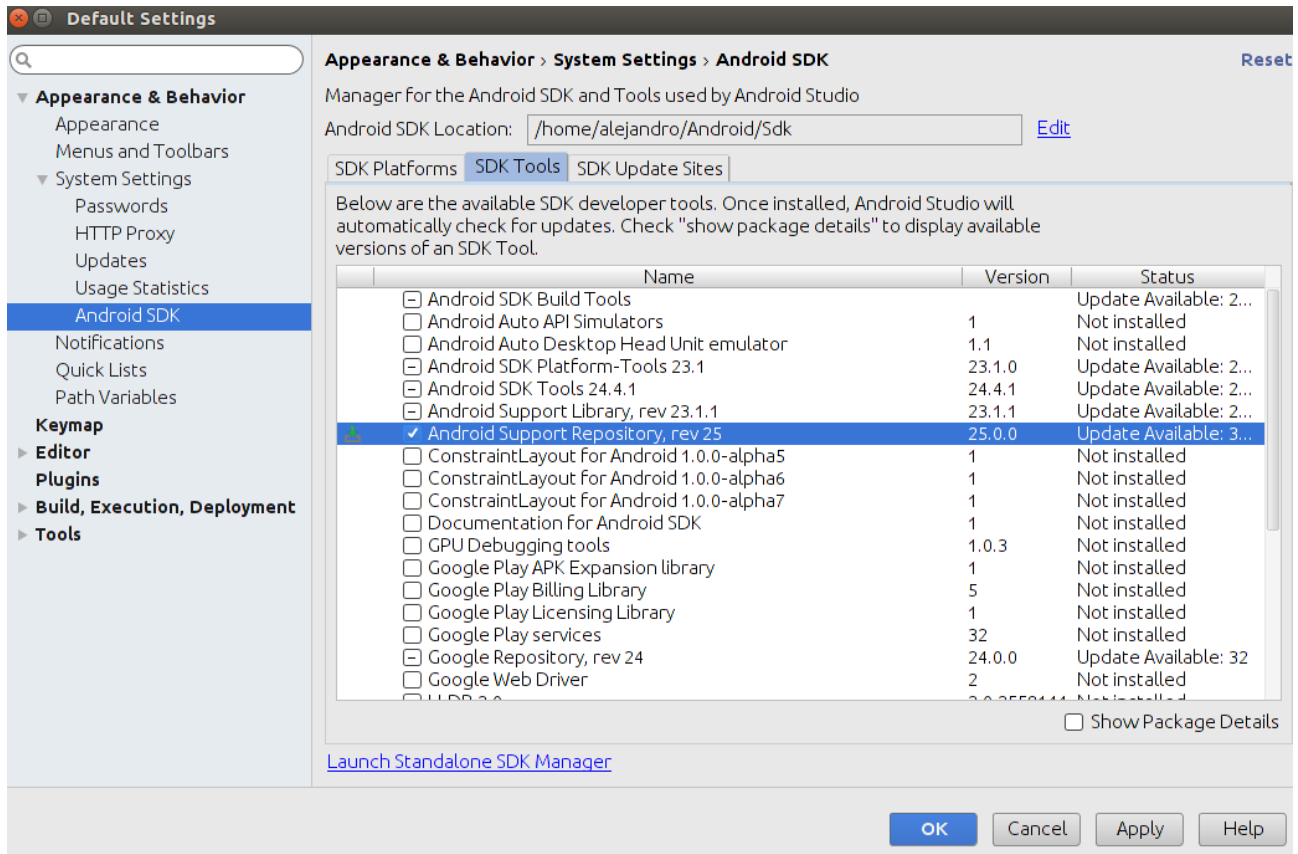 Default Settings
Appearance & Behavior › System Settings › Android SDK
Reset
Appearance & Behavior
Appearance
Menus and Toolbars
System Settings
Passwords
HTTP Proxy
Updates
Usage Statistics
Android SDK
Notifications
Quick Lists
Path Variables
Keymap
Editor
Plugins
Build, Execution, Deployment
Tools
Manager for the Android SDK and Tools used by Android Studio
Android SDK Location: /home/alejandro/Android/Sdk Edit
SDK Platforms SDK Tools SDK Update Sites
Below are the available SDK developer tools. Once installed, Android Studio will
automatically check for updates. Check "show package details" to display available
versions of an SDK Tool.
Name Version Status
Android SDK Build Tools Update Available: 2...
Android Auto API Simulators 1 Not installed
Android Auto Desktop Head Unit emulator 1.1 Not installed
Android SDK Platform-Tools 23.1 23.1.0 Update Available: 2...
Android SDK Tools 24.4.1 24.4.1 Update Available: 2...
Android Support Library, rev 23.1.1 23.1.1 Update Available: 2...
Android Support Repository, rev 25 25.0.0 Update Available: 3...
ConstraintLayout for Android 1.0.0-alpha5 1 Not installed
ConstraintLayout for Android 1.0.0-alpha6 1 Not installed
ConstraintLayout for Android 1.0.0-alpha7 1 Not installed
Documentation for Android SDK 1 Not installed
GPU Debugging tools 1.0.3 Not installed
Google Play APK Expansion library 1 Not installed
Google Play Billing Library 5 Not installed
Google Play Licensing Library 1 Not installed
Google Play services 32 Not installed
Google Repository, rev 24 24.0.0 Update Available: 32
Google Web Driver 2 Not installed
Show Package Details
Launch Standalone SDK Manager
OK Cancel Apply Help